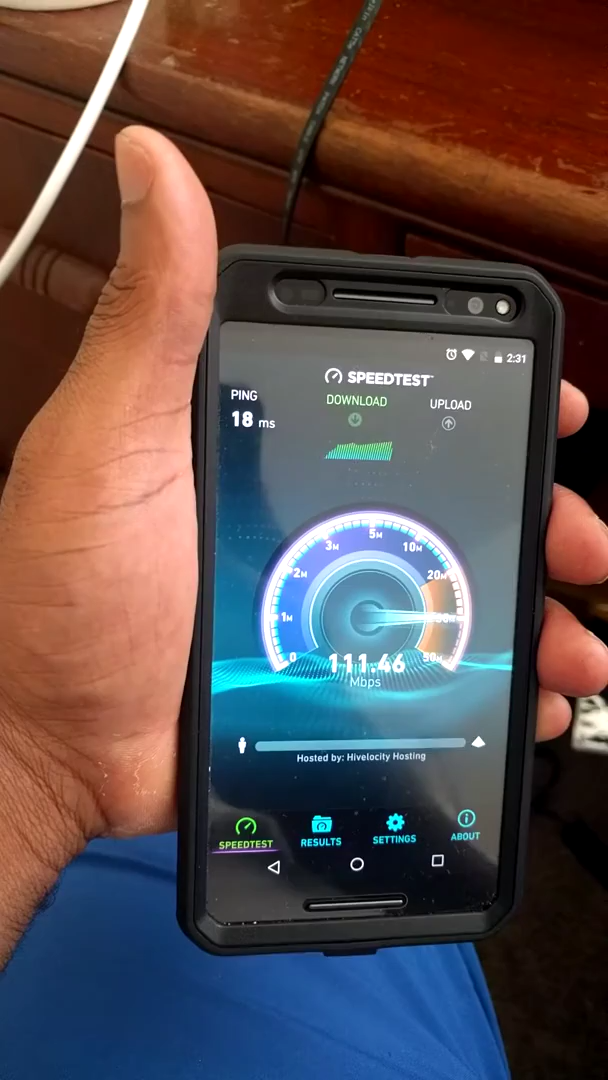 2:31
SPEEDTEST
PING
DOWNLOAD
UPLOAD
18 ms
5M
3M
10M
2M
20M
1M
30M
0
50M
111.46
Mbps
Hosted by: Hivelocity Hosting
SPEEDTEST
RESULTS
SETTINGS
ABOUT